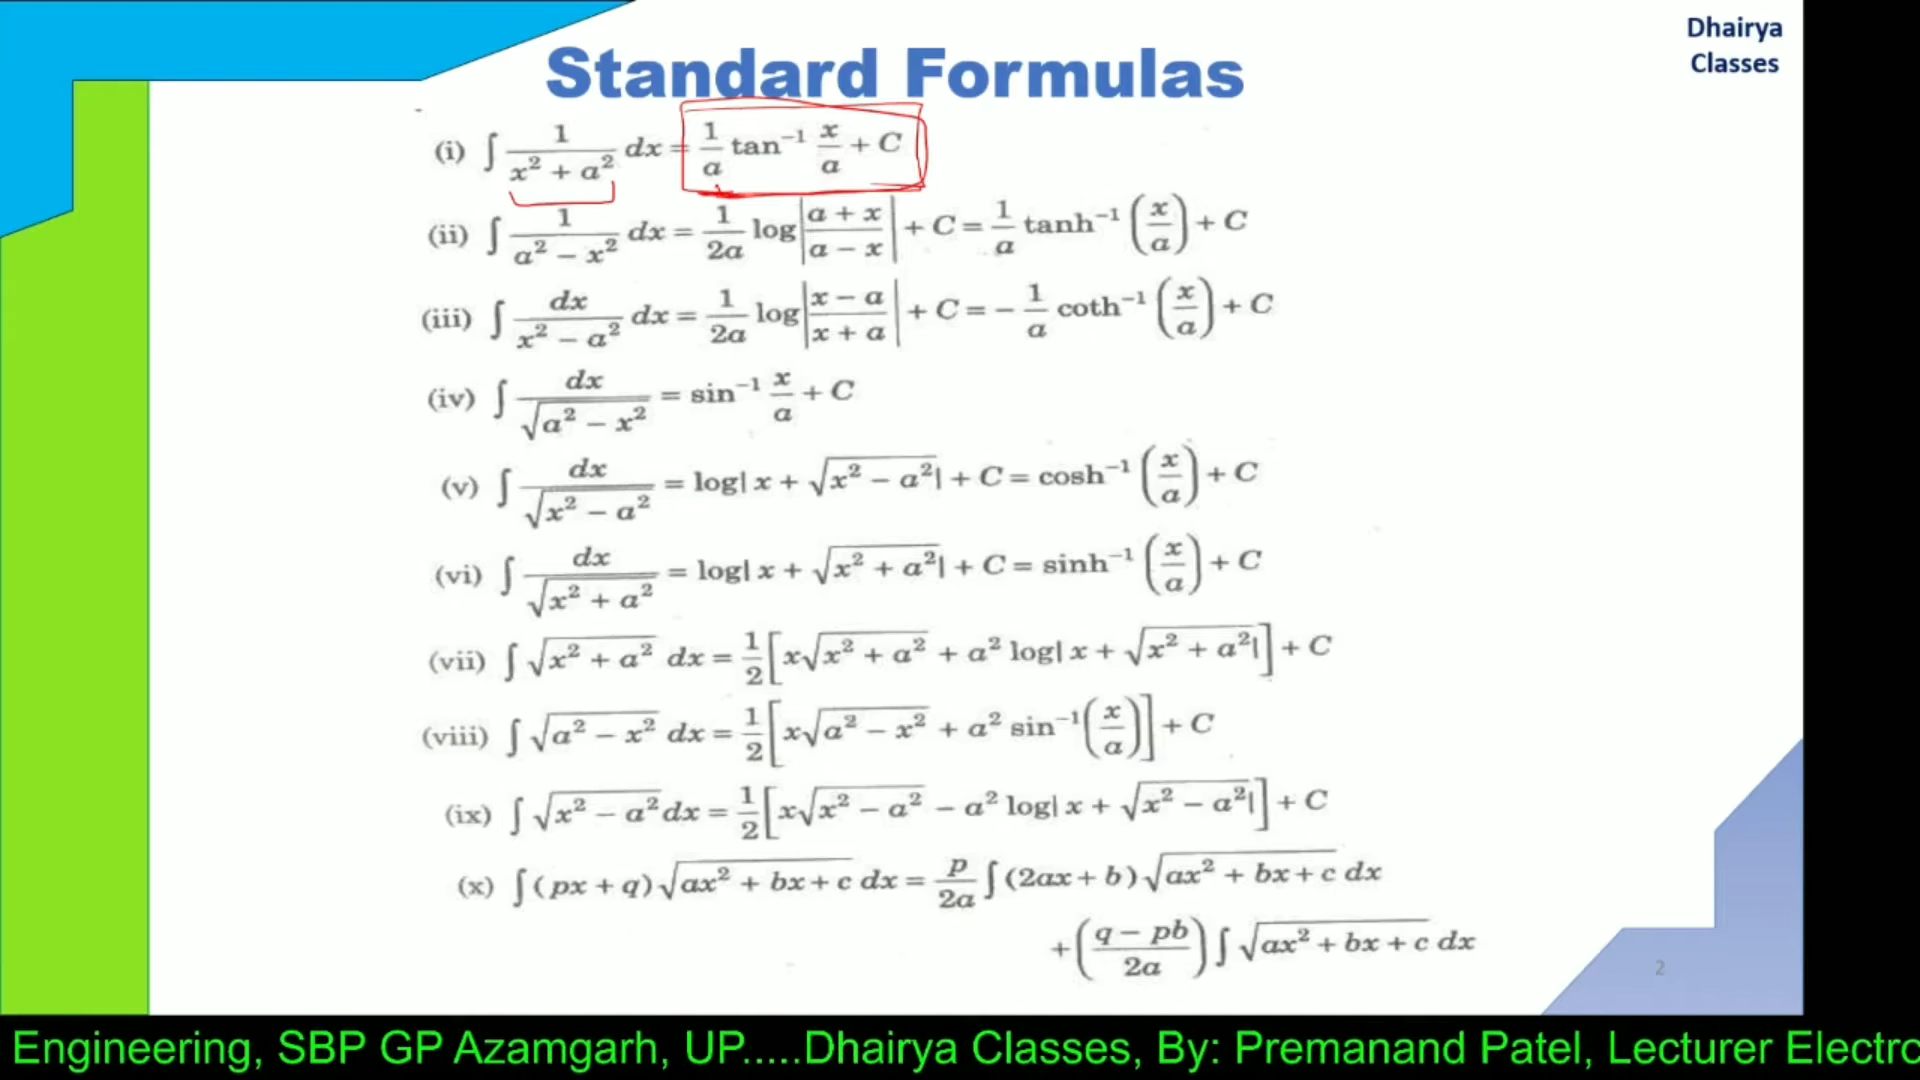 Dhairya
Classes
Standard Formulas
(i) ∫ 1/(x² + a²) dx = 1/a tan⁻¹ x/a + C
(ii) ∫ 1/(a² − x²) dx = 1/2a log|(a + x)/(a − x)| + C = 1/a tanh⁻¹ (x/a) + C
(iii) ∫ dx/(x² − a²) dx = 1/2a log|(x − a)/(x + a)| + C = − 1/a coth⁻¹ (x/a) + C
(iv) ∫ dx/√(a² − x²) = sin⁻¹ x/a + C
(v) ∫ dx/√(x² − a²) = log| x + √(x² − a²)| + C = cosh⁻¹ (x/a) + C
(vi) ∫ dx/√(x² + a²) = log| x + √(x² + a²)| + C = sinh⁻¹ (x/a) + C
(vii) ∫ √(x² + a²) dx = 1/2 [x√(x² + a²) + a² log| x + √(x² + a²)|] + C
(viii) ∫ √(a² − x²) dx = 1/2 [x√(a² − x²) + a² sin⁻¹(x/a)] + C
(ix) ∫ √(x² − a²) dx = 1/2 [x√(x² − a²) − a² log| x + √(x² − a²)|] + C
(x) ∫ (px + q) √(ax² + bx + c) dx = p/2a ∫ (2ax + b) √(ax² + bx + c) dx
+ ((q − pb)/2a) ∫ √(ax² + bx + c) dx
2
Engineering, SBP GP Azamgarh, UP.....Dhairya Classes, By: Premanand Patel, Lecturer Electro